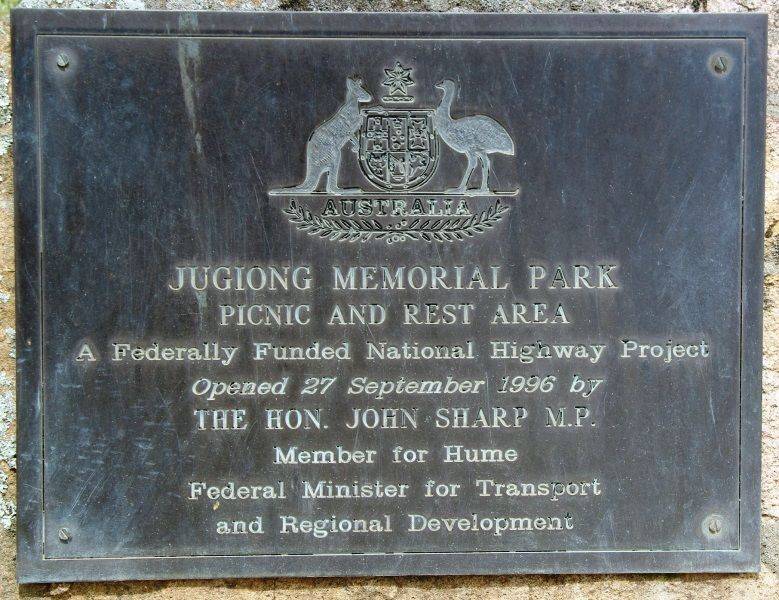 AUSTRALIA
JUGIONG MEMORIAL PARK
PICNIC AND REST AREA
A Federally Funded National Highway Project
Opened 27 September 1996 by
THE HON. JOHN SHARP M.P.
Member for Hume
Federal Minister for Transport
and Regional Development